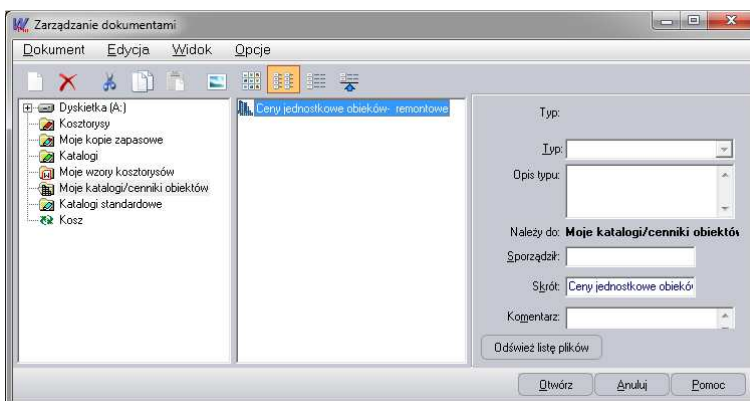 Zarządzanie dokumentami
Dokument Edycja Widok Opcje
Dyskietka (A:)
Kosztorysy
Moje kopie zapasowe
Katalogi
Moje wzory kosztorysów
Moje katalogi/cenniki obiektów
Katalogi standardowe
Kosz
Ceny jednostkowe obieków- remontowe
Typ:
Typ:
Opis typu:
Należy do: Moje katalogi/cenniki obiektów
Sporządził:
Skrót: Ceny jednostkowe obiekó
Komentarz:
Odśwież listę plików
Otwórz Anuluj Pomoc